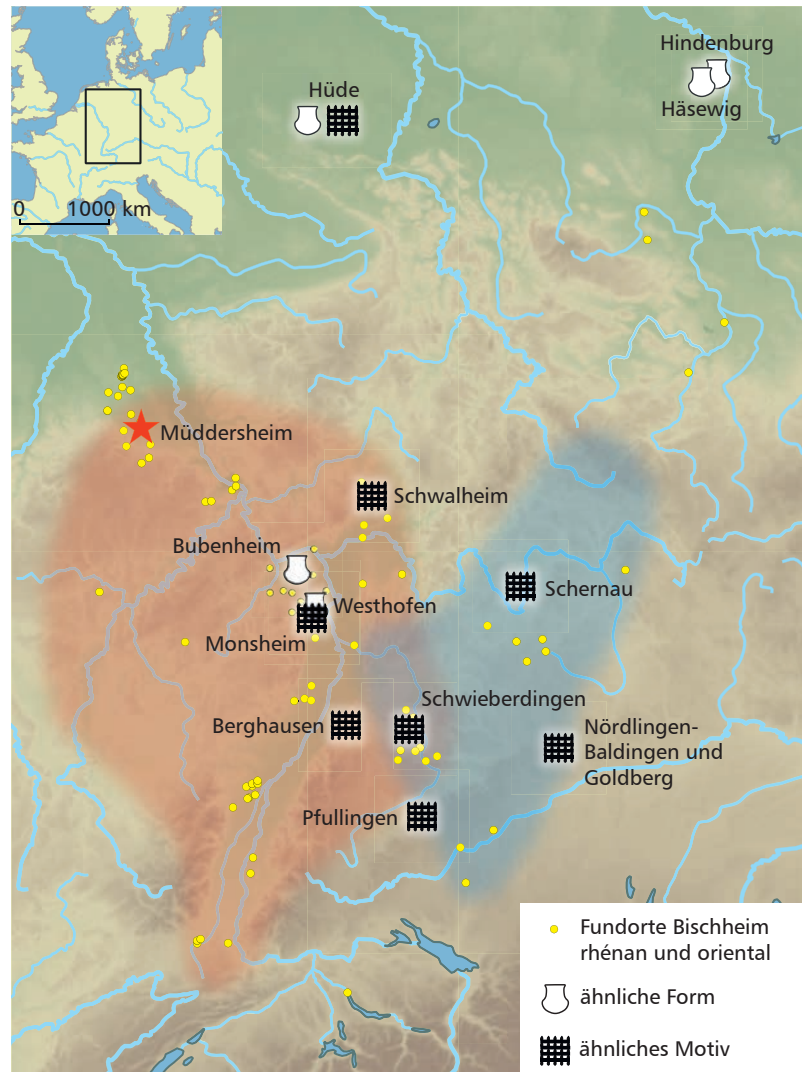 Hindenburg
Hüde
Häsewig
0 1000 km
Müddersheim
Schwalheim
Bubenheim
Schernau
Westhofen
Monsheim
Schwieberdingen
Berghausen
Nördlingen-
Baldingen und
Goldberg
Pfullingen
Fundorte Bischheim
rhénan und oriental
ähnliche Form
ähnliches Motiv